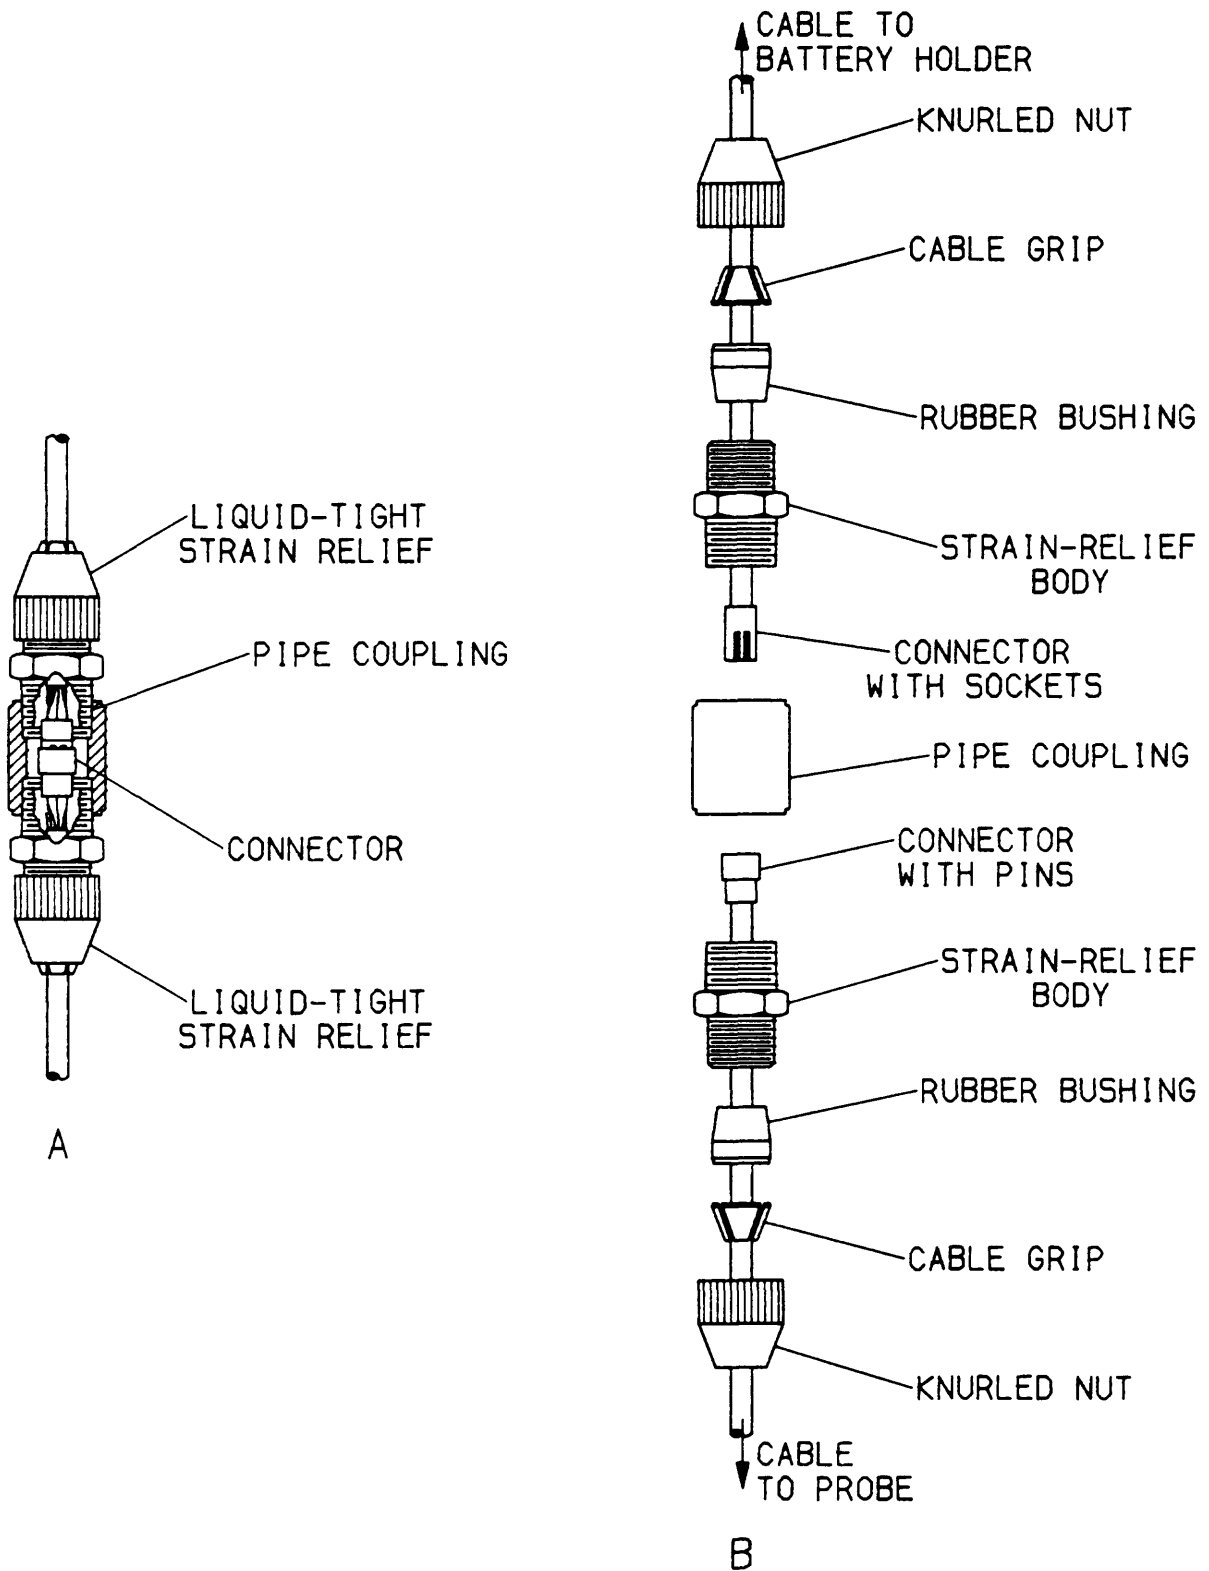 LIQUID-TIGHT
STRAIN RELIEF
PIPE COUPLING
CONNECTOR
LIQUID-TIGHT
STRAIN RELIEF
A
CABLE TO
BATTERY HOLDER
KNURLED NUT
CABLE GRIP
RUBBER BUSHING
STRAIN-RELIEF
BODY
CONNECTOR
WITH SOCKETS
PIPE COUPLING
CONNECTOR
WITH PINS
STRAIN-RELIEF
BODY
RUBBER BUSHING
CABLE GRIP
KNURLED NUT
CABLE
TO PROBE
B